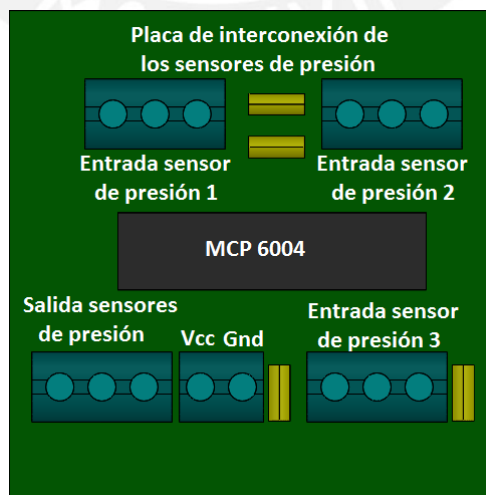 Placa de interconexión de
los sensores de presión
Entrada sensor
de presión 1
Entrada sensor
de presión 2
MCP 6004
Salida sensores
de presión
Vcc Gnd
Entrada sensor
de presión 3